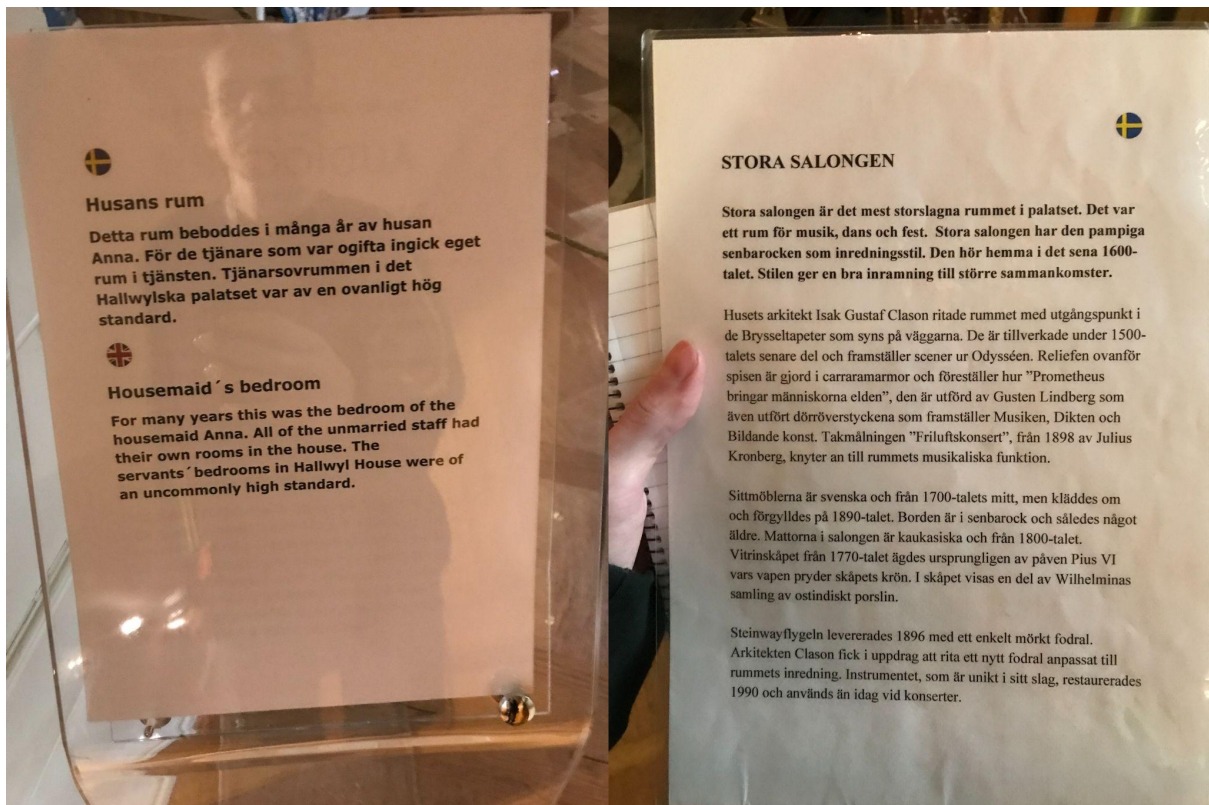 Husans rum
Detta rum beboddes i många år av husan
Anna. För de tjänare som var ogifta ingick eget
rum i tjänsten. Tjänarsovrummen i det
Hallwylska palatset var av en ovanligt hög
standard.
Housemaid´s bedroom
For many years this was the bedroom of the
housemaid Anna. All of the unmarried staff had
their own rooms in the house. The
servants´bedrooms in Hallwyl House were of
an uncommonly high standard.
STORA SALONGEN
Stora salongen är det mest storslagna rummet i palatset. Det var
ett rum för musik, dans och fest. Stora salongen har den pampiga
senbarocken som inredningsstil. Den hör hemma i det sena 1600-
talet. Stilen ger en bra inramning till större sammankomster.
Husets arkitekt Isak Gustaf Clason ritade rummet med utgångspunkt i
de Brysseltapeter som syns på väggarna. De är tillverkade under 1500-
talets senare del och framställer scener ur Odysséen. Reliefen ovanför
spisen är gjord i carraramarmor och föreställer hur ”Prometheus
bringar människorna elden”, den är utförd av Gusten Lindberg som
även utfört dörröverstyckena som framställer Musiken, Dikten och
Bildande konst. Takmålningen ”Friluftskonsert”, från 1898 av Julius
Kronberg, knyter an till rummets musikaliska funktion.
Sittmöblerna är svenska och från 1700-talets mitt, men kläddes om
och förgylldes på 1890-talet. Borden är i senbarock och således något
äldre. Mattorna i salongen är kaukasiska och från 1800-talet.
Vitrinskåpet från 1770-talet ägdes ursprungligen av påven Pius VI
vars vapen pryder skåpets krön. I skåpet visas en del av Wilhelminas
samling av ostindiskt porslin.
Steinwayflygeln levererades 1896 med ett enkelt mörkt fodral.
Arkitekten Clason fick i uppdrag att rita ett nytt fodral anpassat till
rummets inredning. Instrumentet, som är unikt i sitt slag, restaurerades
1990 och används än idag vid konserter.